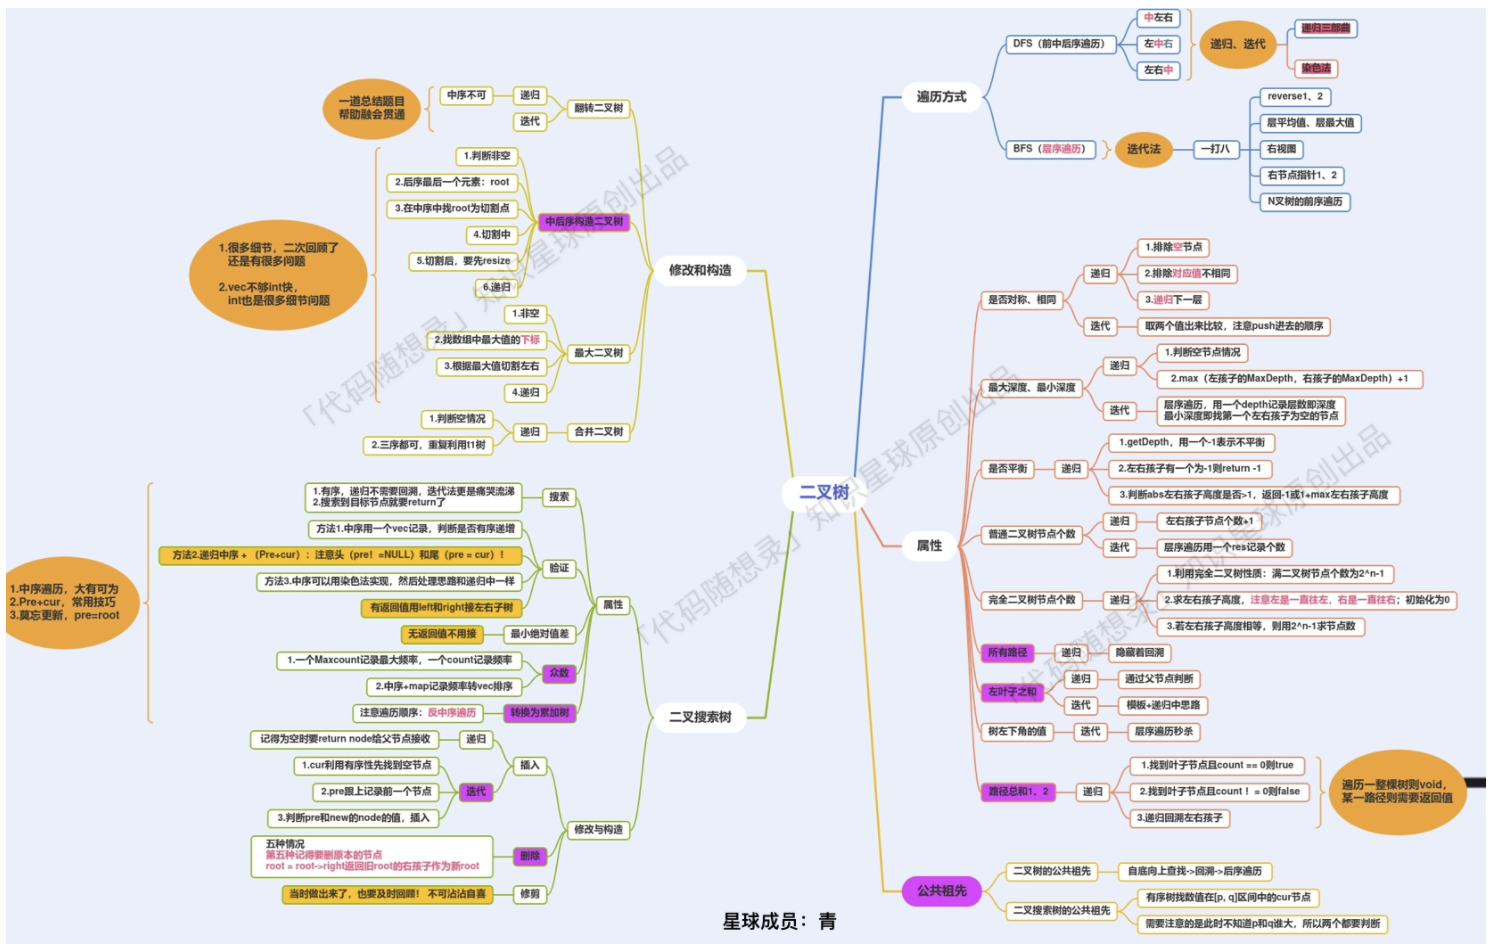 二叉树
遍历方式
DFS（前中后序遍历）
中左右
左中右
左右中
递归、迭代
递归三部曲
染色法
BFS（层序遍历）
迭代法
一打八
reverse1、2
层平均值、层最大值
右视图
右节点指针1、2
N叉树的前序遍历
属性
是否对称、相同
递归
1.排除空节点
2.排除对应值不相同
3.递归下一层
迭代
取两个值出来比较，注意push进去的顺序
最大深度、最小深度
递归
1.判断空节点情况
2.max（左孩子的MaxDepth，右孩子的MaxDepth）+1
迭代
层序遍历，用一个depth记录层数即深度
最小深度即找第一个左右孩子为空的节点
是否平衡
递归
1.getDepth，用一个-1表示不平衡
2.左右孩子有一个为-1则return -1
3.判断abs左右孩子高度是否>1，返回-1或1+max左右孩子高度
普通二叉树节点个数
递归
左右孩子节点个数+1
迭代
层序遍历用一个res记录个数
完全二叉树节点个数
递归
1.利用完全二叉树性质：满二叉树节点个数为2^n-1
2.求左右孩子高度，注意左是一直往左，右是一直往右；初始化为0
3.若左右孩子高度相等，则用2^n-1求节点数
所有路径
递归
隐藏着回溯
左叶子之和
递归
通过父节点判断
迭代
模板+递归中思路
树左下角的值
迭代
层序遍历秒杀
路径总和1、2
递归
1.找到叶子节点且count == 0则true
2.找到叶子节点且count ！= 0则false
3.递归回溯左右孩子
遍历一整棵树则void，
某一路径则需要返回值
公共祖先
二叉树的公共祖先
自底向上查找->回溯->后序遍历
二叉搜索树的公共祖先
有序树找数值在[p, q]区间中的cur节点
需要注意的是此时不知道p和q谁大，所以两个都要判断
修改和构造
翻转二叉树
递归
中序不可
迭代
一道总结题目
帮助融会贯通
中后序构造二叉树
1.判断非空
2.后序最后一个元素：root
3.在中序中找root为切割点
4.切割中
5.切割后，要先resize
6.递归
最大二叉树
1.非空
2.找数组中最大值的下标
3.根据最大值切割左右
4.递归
1.很多细节，二次回顾了
还是有很多问题
2.vec不够int快，
int也是很多细节问题
合并二叉树
递归
1.判断空情况
2.三序都可，重复利用t1树
二叉搜索树
属性
搜索
1.有序，递归不需要回溯，迭代法更是痛哭流涕
2.搜索到目标节点就要return了
验证
方法1.中序用一个vec记录，判断是否有序递增
方法2.递归中序 + （Pre+cur）：注意头（pre！=NULL）和尾（pre = cur）！
方法3.中序可以用染色法实现，然后处理思路和递归中一样
有返回值用left和right接左右子树
最小绝对值差
无返回值不用接
众数
1.一个Maxcount记录最大频率，一个count记录频率
2.中序+map记录频率转vec排序
转换为累加树
注意遍历顺序：反中序遍历
1.中序遍历，大有可为
2.Pre+cur，常用技巧
3.莫忘更新，pre=root
修改与构造
插入
递归
记得为空时要return node给父节点接收
迭代
1.cur利用有序性先找到空节点
2.pre跟上记录前一个节点
3.判断pre和new的node的值，插入
删除
五种情况
第五种记得要删原本的节点
root = root->right返回旧root的右孩子作为新root
修剪
当时做出来了，也要及时回顾！ 不可沾沾自喜
星球成员：青
「代码随想录」知识星球原创出品
「代码随想录」知识星球原创出品
「代码随想录」知识星球原创出品